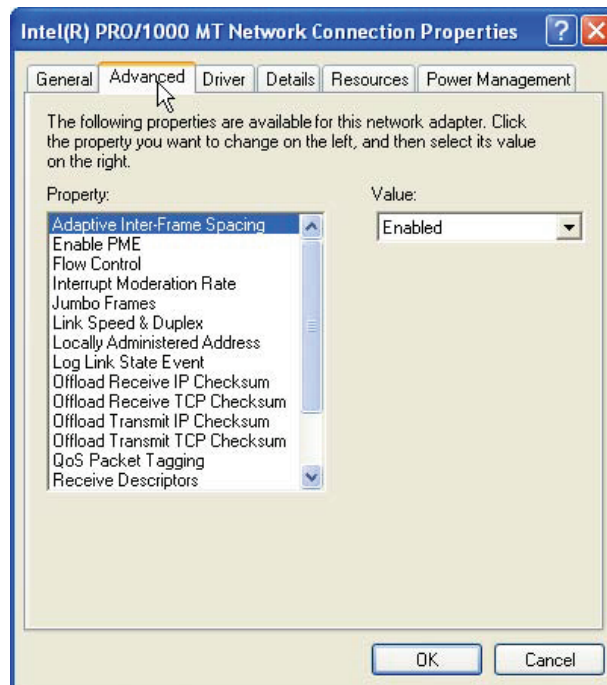 Intel(R) PRO/1000 MT Network Connection Properties
General Advanced Driver Details Resources Power Management
The following properties are available for this network adapter. Click
the property you want to change on the left, and then select its value
on the right.
Property:
Value:
Adaptive Inter-Frame Spacing
Enabled
Enable PME
Flow Control
Interrupt Moderation Rate
Jumbo Frames
Link Speed & Duplex
Locally Administered Address
Log Link State Event
Offload Receive IP Checksum
Offload Receive TCP Checksum
Offload Transmit IP Checksum
Offload Transmit TCP Checksum
QoS Packet Tagging
Receive Descriptors
OK
Cancel